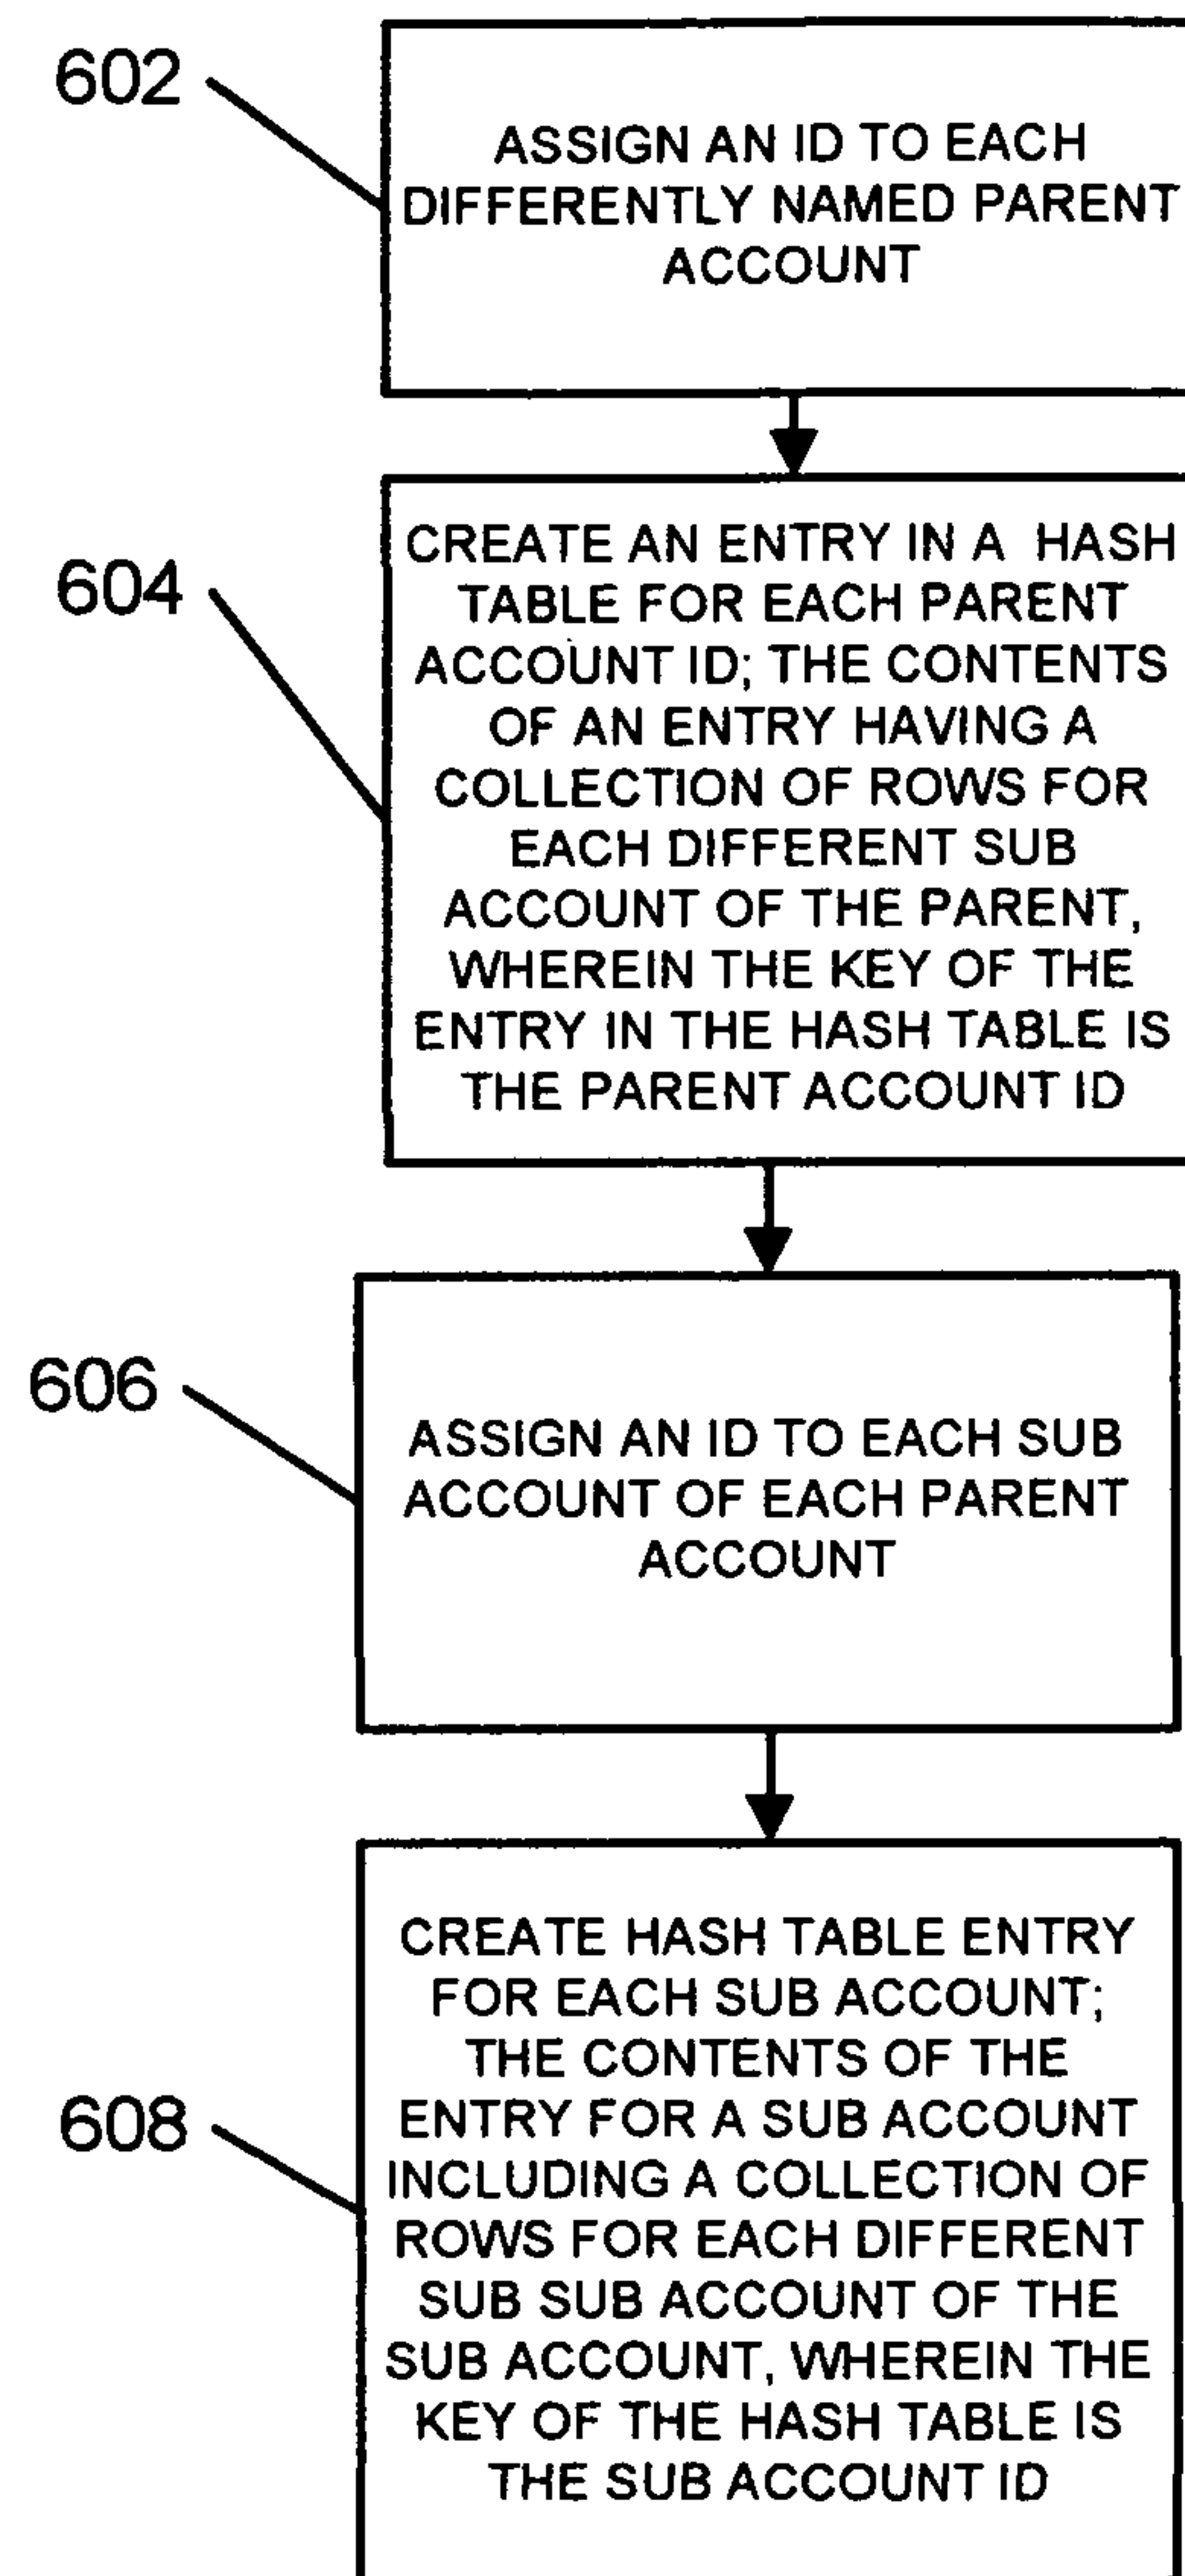 602
ASSIGN AN ID TO EACH
DIFFERENTLY NAMED PARENT
ACCOUNT
604
CREATE AN ENTRY IN A HASH
TABLE FOR EACH PARENT
ACCOUNT ID; THE CONTENTS
OF AN ENTRY HAVING A
COLLECTION OF ROWS FOR
EACH DIFFERENT SUB
ACCOUNT OF THE PARENT,
WHEREIN THE KEY OF THE
ENTRY IN THE HASH TABLE IS
THE PARENT ACCOUNT ID
606
ASSIGN AN ID TO EACH SUB
ACCOUNT OF EACH PARENT
ACCOUNT
608
CREATE HASH TABLE ENTRY
FOR EACH SUB ACCOUNT;
THE CONTENTS OF THE
ENTRY FOR A SUB ACCOUNT
INCLUDING A COLLECTION OF
ROWS FOR EACH DIFFERENT
SUB SUB ACCOUNT OF THE
SUB ACCOUNT, WHEREIN THE
KEY OF THE HASH TABLE IS
THE SUB ACCOUNT ID